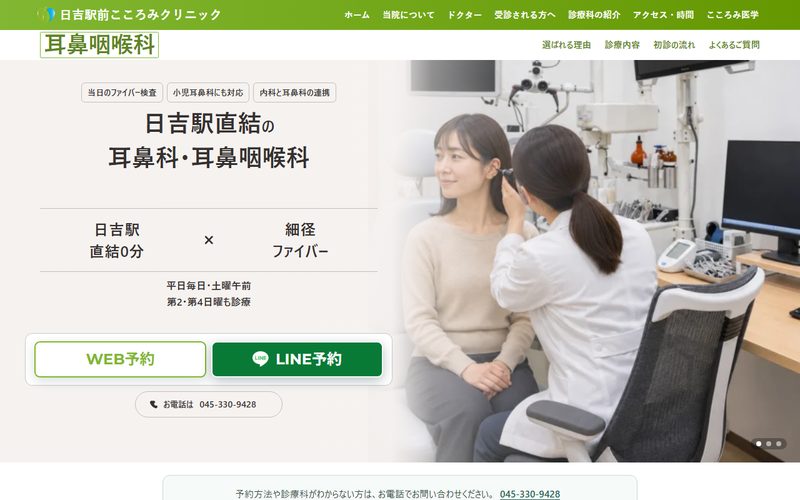 日吉駅前こころみクリニック
ホーム 当院について ドクター 受診される方へ 診療科の紹介 アクセス・時間 こころみ医学
耳鼻咽喉科
選ばれる理由 診療内容 初診の流れ よくあるご質問
当日のファイバー検査 小児耳鼻科にも対応 内科と耳鼻科の連携
日吉駅直結の
耳鼻科・耳鼻咽喉科
日吉駅
直結0分
×
細径
ファイバー
平日毎日・土曜午前
第2・第4日曜も診療
WEB予約
LINE LINE予約
お電話は 045-330-9428
予約方法や診療科がわからない方は、お電話でお問い合わせください。 045-330-9428